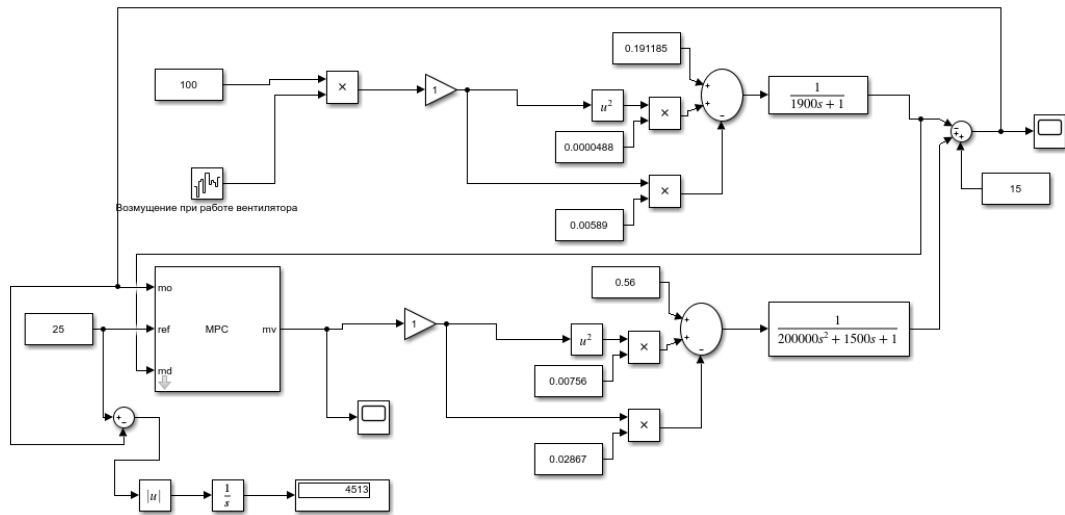 0.191185
100
×
1
u²
×
0.0000488
1
1900s + 1
+
+
−
−
+
+
×
0.00589
15
Возмущение при работе вентилятора
0.56
mo
ref
md
MPC
mv
25
1
u²
×
0.00756
+
+
−
1
200000s² + 1500s + 1
×
0.02867
+
−
|u|
1
s
4513